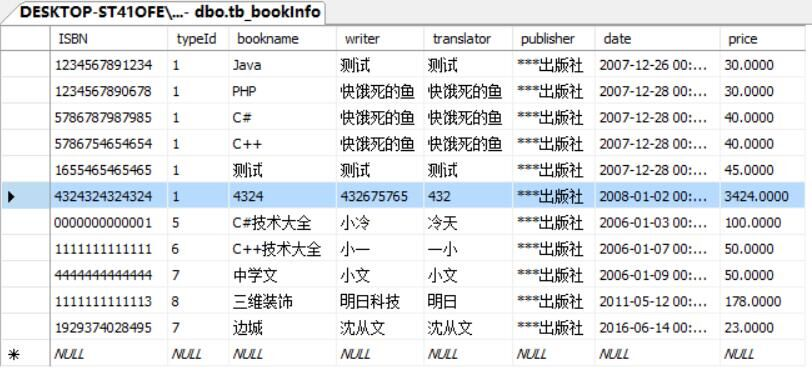 DESKTOP-ST41OFE\...- dbo.tb_bookInfo
ISBN typeId bookname writer translator publisher date price
1234567891234 1 Java 测试 测试 ***出版社 2007-12-26 00:... 30.0000
1234567890678 1 PHP 快饿死的鱼 快饿死的鱼 ***出版社 2007-12-28 00:... 30.0000
5786787987985 1 C# 快饿死的鱼 快饿死的鱼 ***出版社 2007-12-28 00:... 40.0000
5786754654654 1 C++ 快饿死的鱼 快饿死的鱼 ***出版社 2007-12-28 00:... 40.0000
1655465465465 1 测试 测试 测试 ***出版社 2007-12-28 00:... 45.0000
4324324324324 1 4324 432675765 432 ***出版社 2008-01-02 00:... 3424.0000
0000000000001 5 C#技术大全 小冷 冷天 ***出版社 2006-01-03 00:... 100.0000
1111111111111 6 C++技术大全 小一 一小 ***出版社 2006-01-07 00:... 50.0000
4444444444444 7 中学文 小文 小文 ***出版社 2006-01-09 00:... 50.0000
1111111111113 8 三维装饰 明日科技 明日 ***出版社 2011-05-12 00:... 178.0000
1929374028495 7 边城 沈从文 沈从文 ***出版社 2016-06-14 00:... 23.0000
NULL NULL NULL NULL NULL NULL NULL NULL